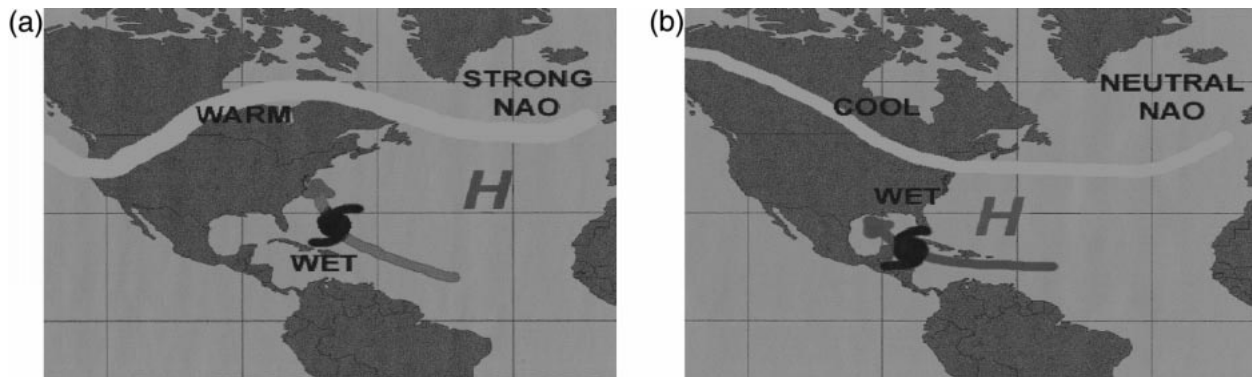 (a)
STRONG
NAO
WARM
H
WET
(b)
NEUTRAL
NAO
COOL
WET
H